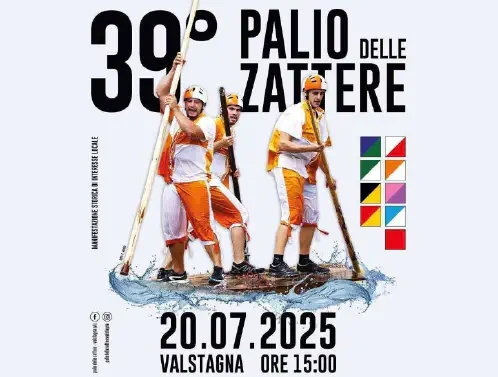 39° PALIO DELLE
ZATTERE
MANIFESTAZIONE STORICA DI INTERESSE LOCALE
20.07.2025
VALSTAGNA ORE 15:00